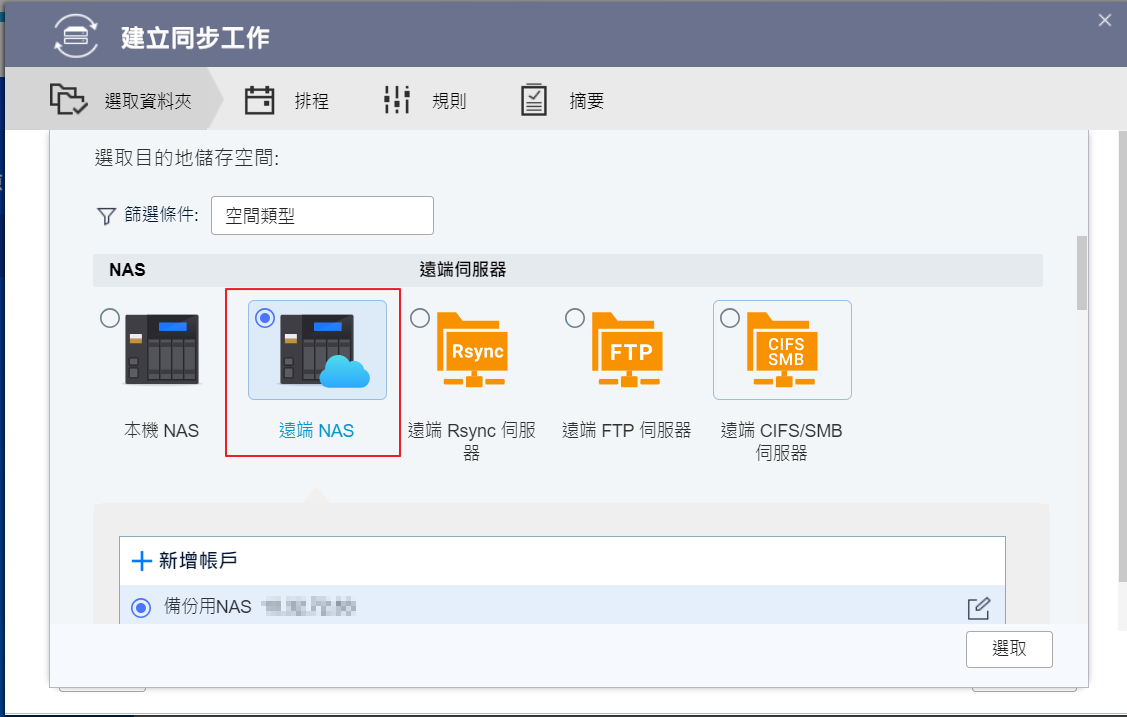 建立同步工作
選取資料夾
排程
規則
摘要
選取目的地儲存空間:
篩選條件:
空間類型
NAS
遠端伺服器
Rsync
FTP
CIFS
SMB
本機 NAS
遠端 NAS
遠端 Rsync 伺服
器
遠端 FTP 伺服器
遠端 CIFS/SMB
伺服器
新增帳戶
備份用NAS
選取